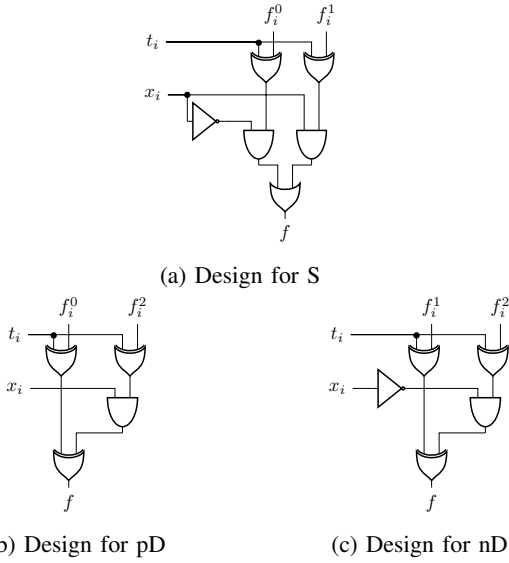 f_i^0 f_i^1
t_i
x_i
f
(a) Design for S
f_i^0 f_i^2 f_i^1 f_i^2
t_i t_i
x_i x_i
f f
) Design for pD (c) Design for nD